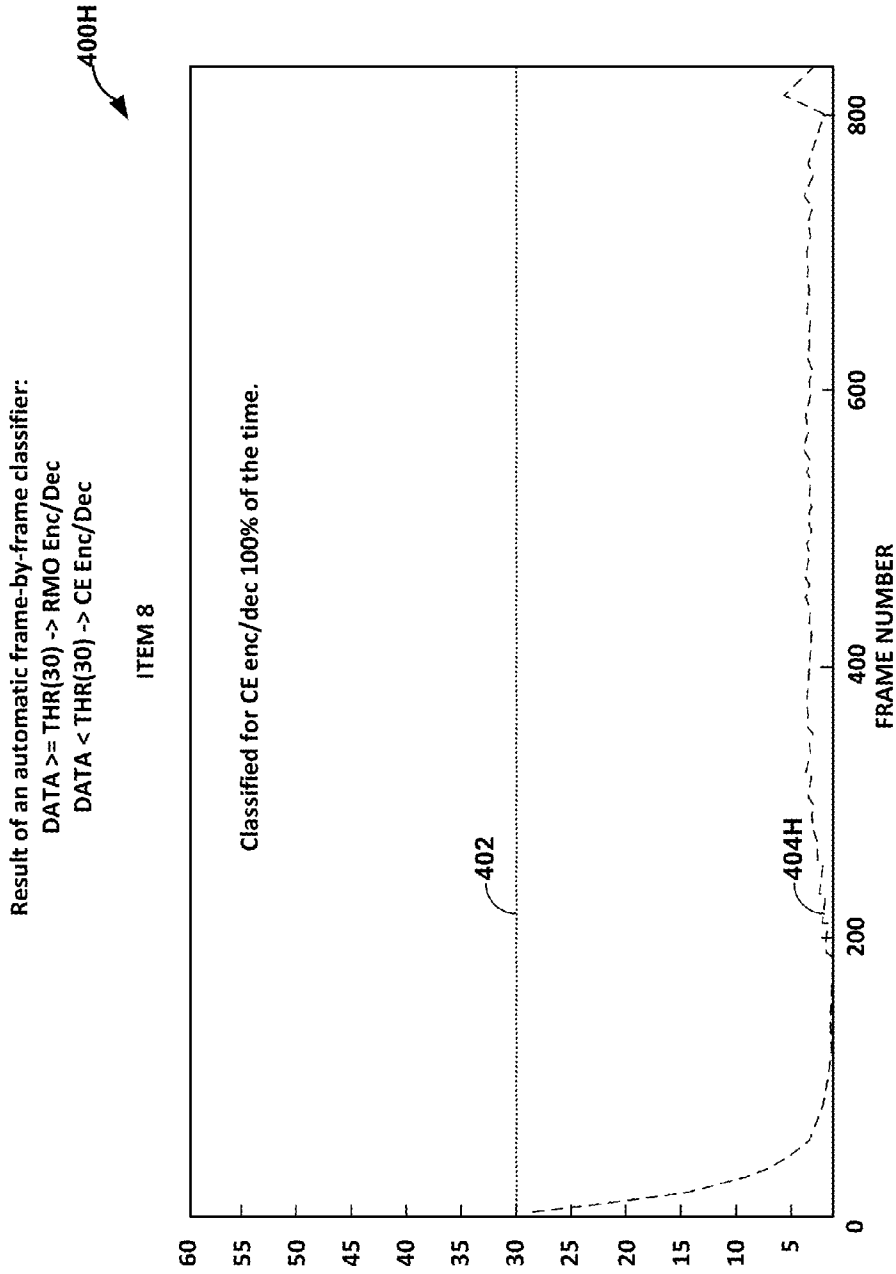 Result of an automatic frame-by-frame classifier:
DATA >= THR(30) -> RMO Enc/Dec
DATA < THR(30) -> CE Enc/Dec
400H
ITEM 8
60
55
50
45
40
35
30
25
20
15
10
5
Classified for CE enc/dec 100% of the time.
402
404H
0
200
400
600
800
FRAME NUMBER